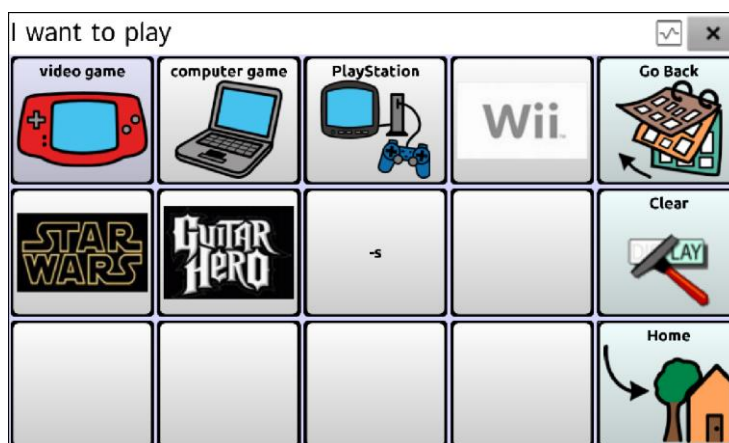 I want to play
video game
computer game
PlayStation
Wii
Go Back
STAR
WARS
GUITAR
HERO
-s
Clear
DISPLAY
Home